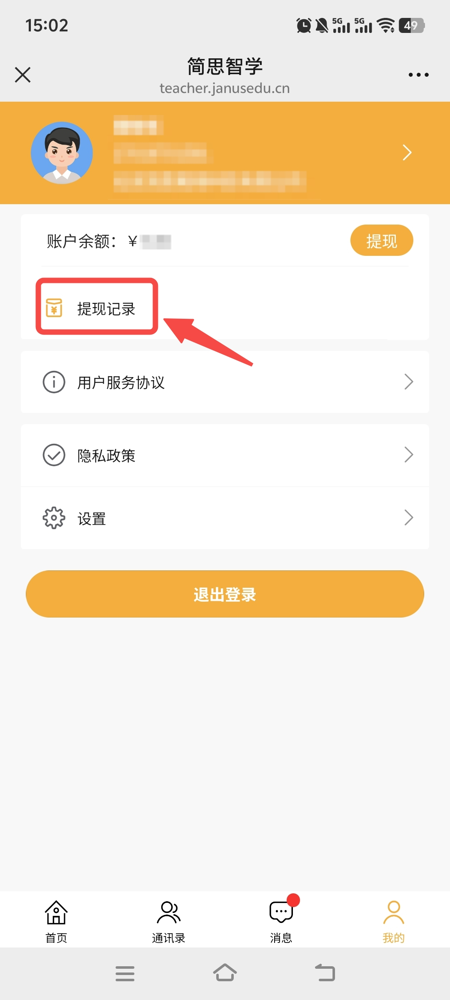 15:02
5G
5G
49
简思智学
teacher.janusedu.cn
账户余额：￥
提现
提现记录
用户服务协议
隐私政策
设置
退出登录
首页
通讯录
消息
我的